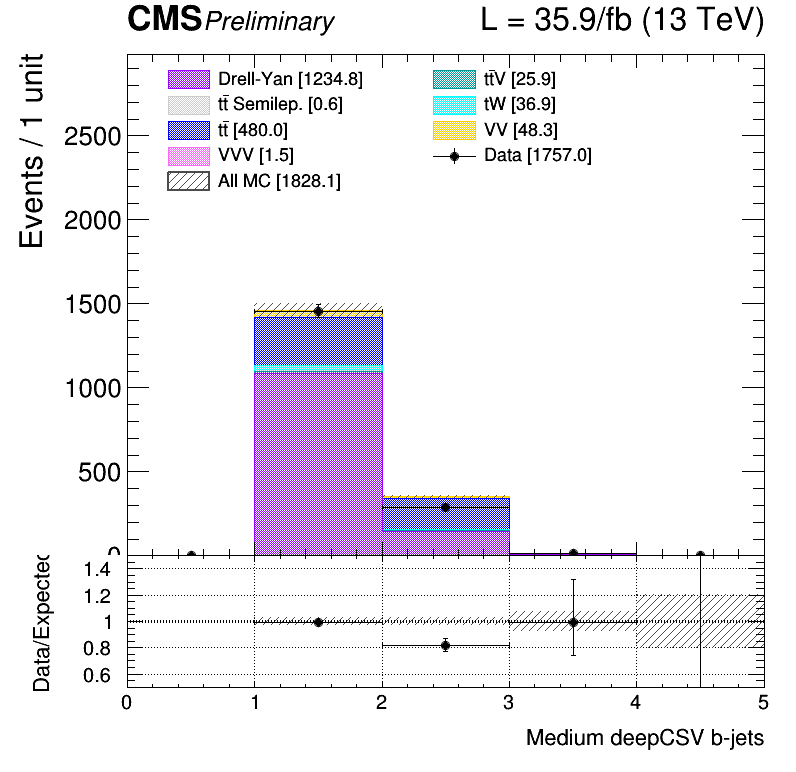 CMS Preliminary L = 35.9/fb (13 TeV)
Events / 1 unit
Drell-Yan [1234.8]
tt̄ Semilep. [0.6]
tt̄ [480.0]
VVV [1.5]
All MC [1828.1]
tt̄V [25.9]
tW [36.9]
VV [48.3]
Data [1757.0]
2500
2000
1500
1000
500
0
Data/Expected
1.4
1.2
1
0.8
0.6
0 1 2 3 4 5
Medium deepCSV b-jets